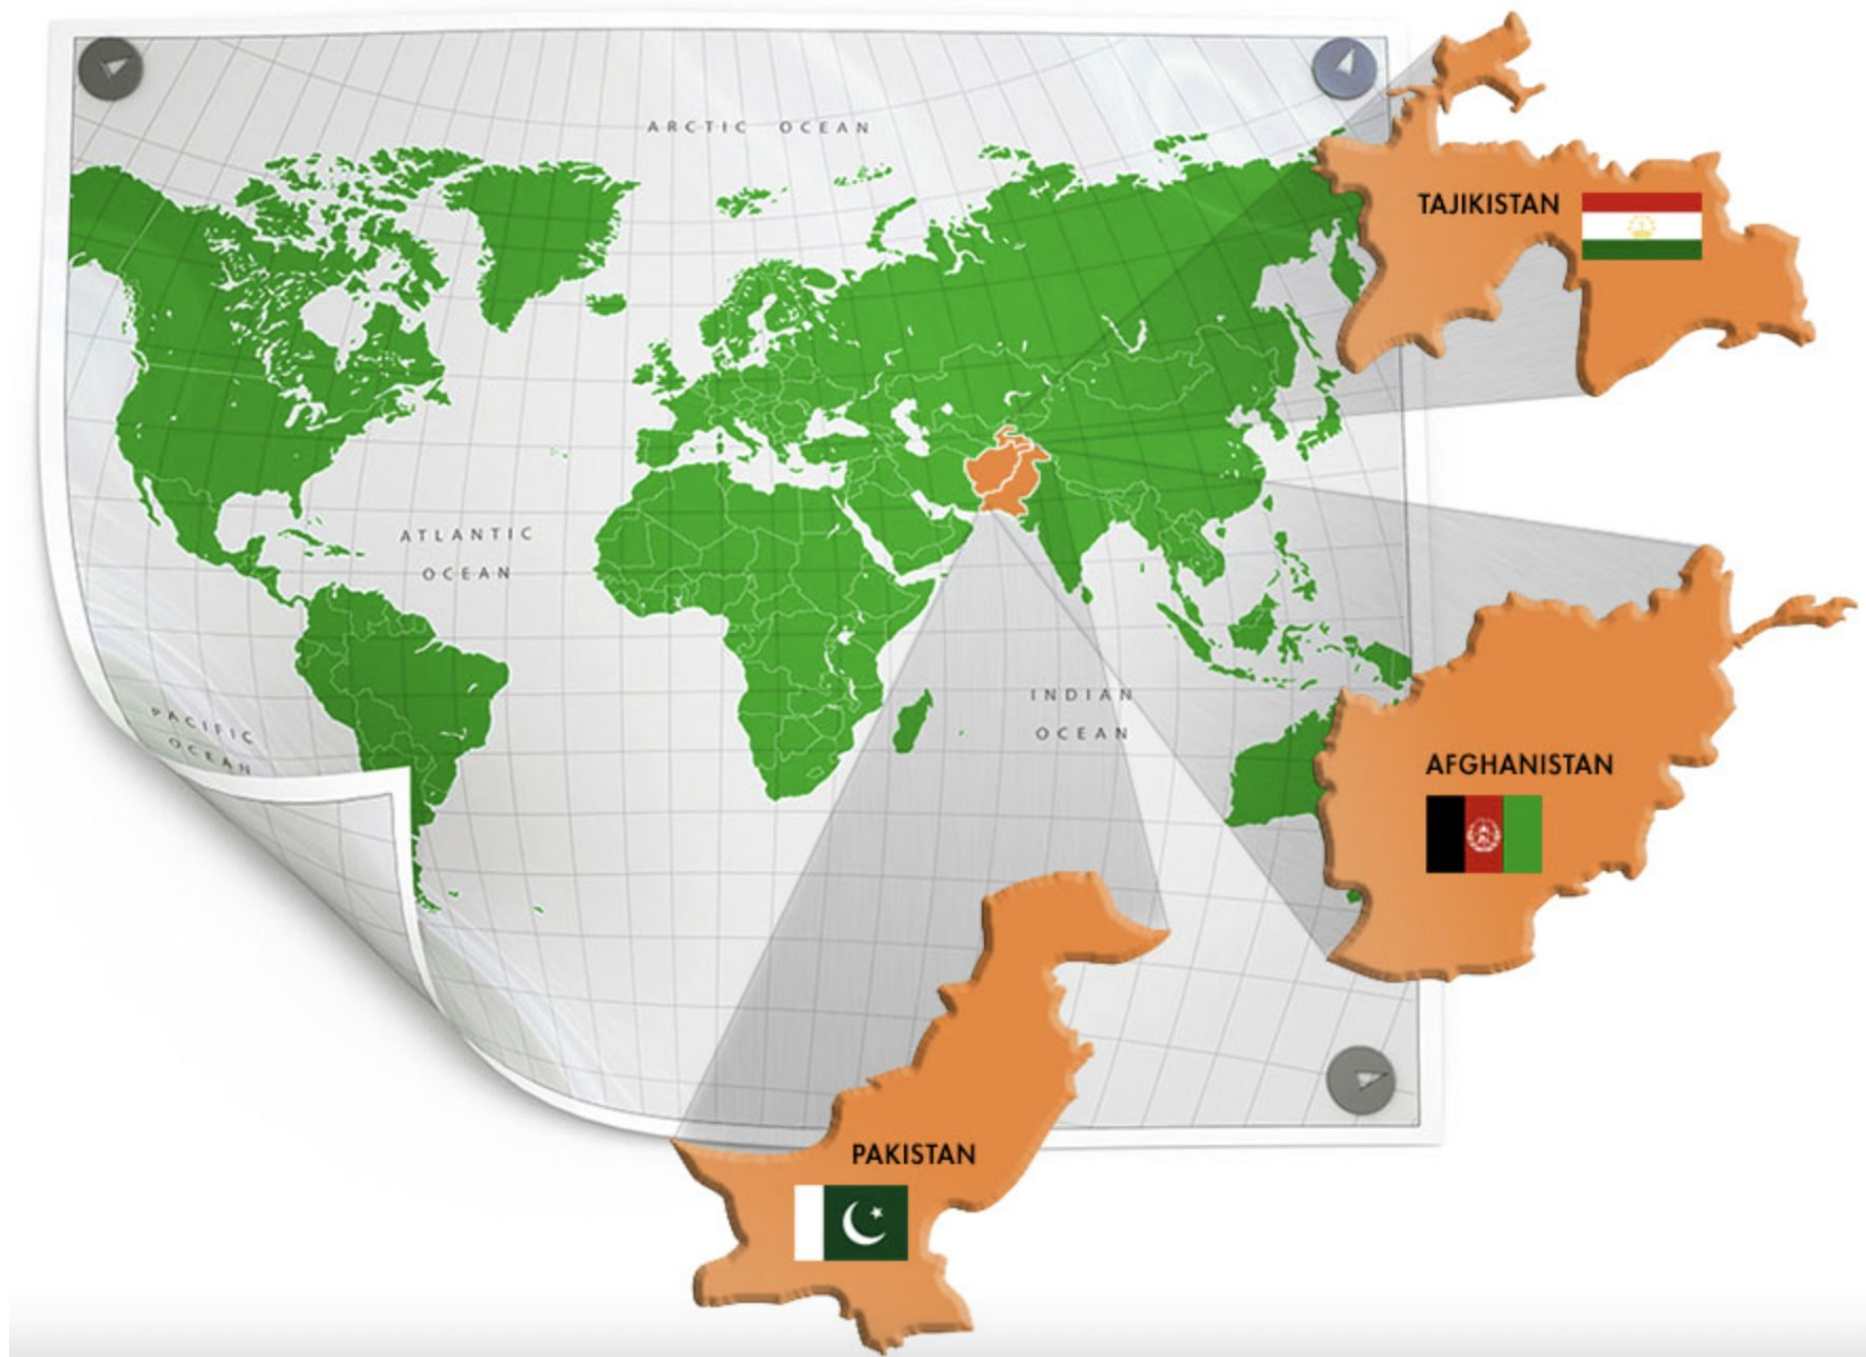 ARCTIC OCEAN
TAJIKISTAN
ATLANTIC
OCEAN
INDIAN
OCEAN
PACIFIC
OCEAN
AFGHANISTAN
PAKISTAN